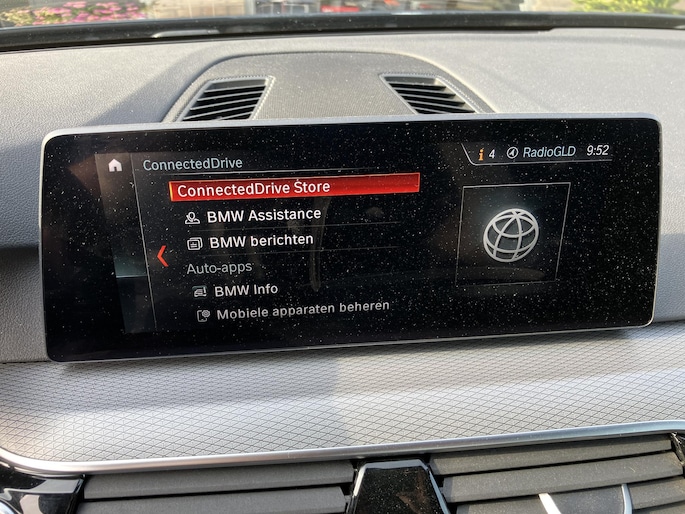 ConnectedDrive
i 4 RadioGLD 9:52
ConnectedDrive Store
BMW Assistance
BMW berichten
Auto-apps
BMW Info
Mobiele apparaten beheren